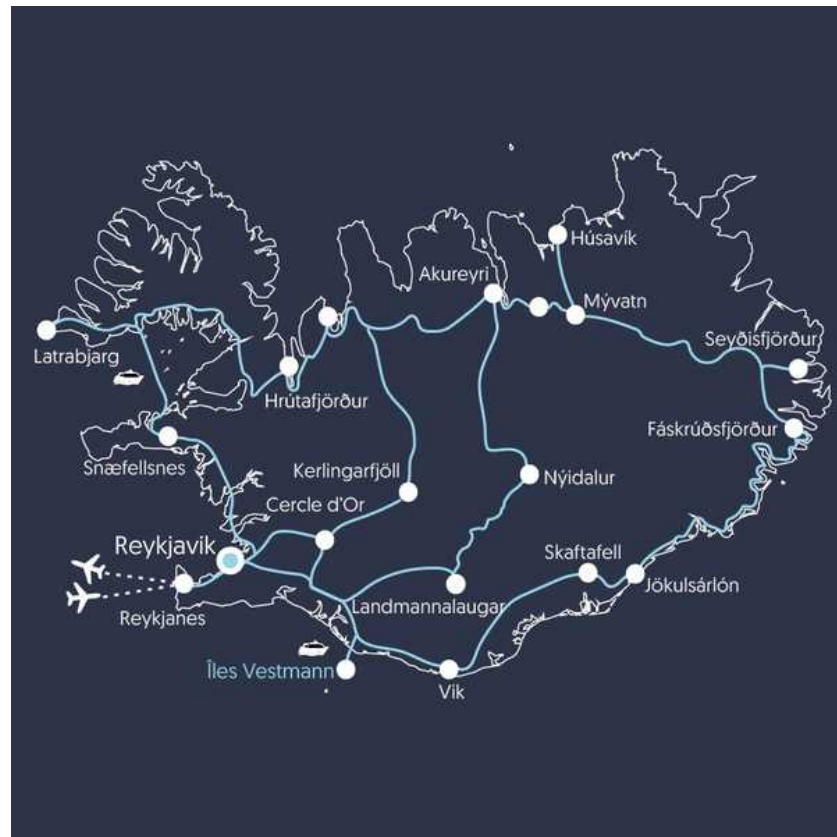 Húsavík
Akureyri
Mývatn
Seyðisfjörður
Latrabjarg
Hrútafjörður
Fáskrúðsfjörður
Snæfellsnes
Kerlingarfjöll
Nýidalur
Cercle d'Or
Reykjavik
Skaftafell
Jökulsárlón
Landmannalaugar
Reykjanes
Îles Vestmann
Vik